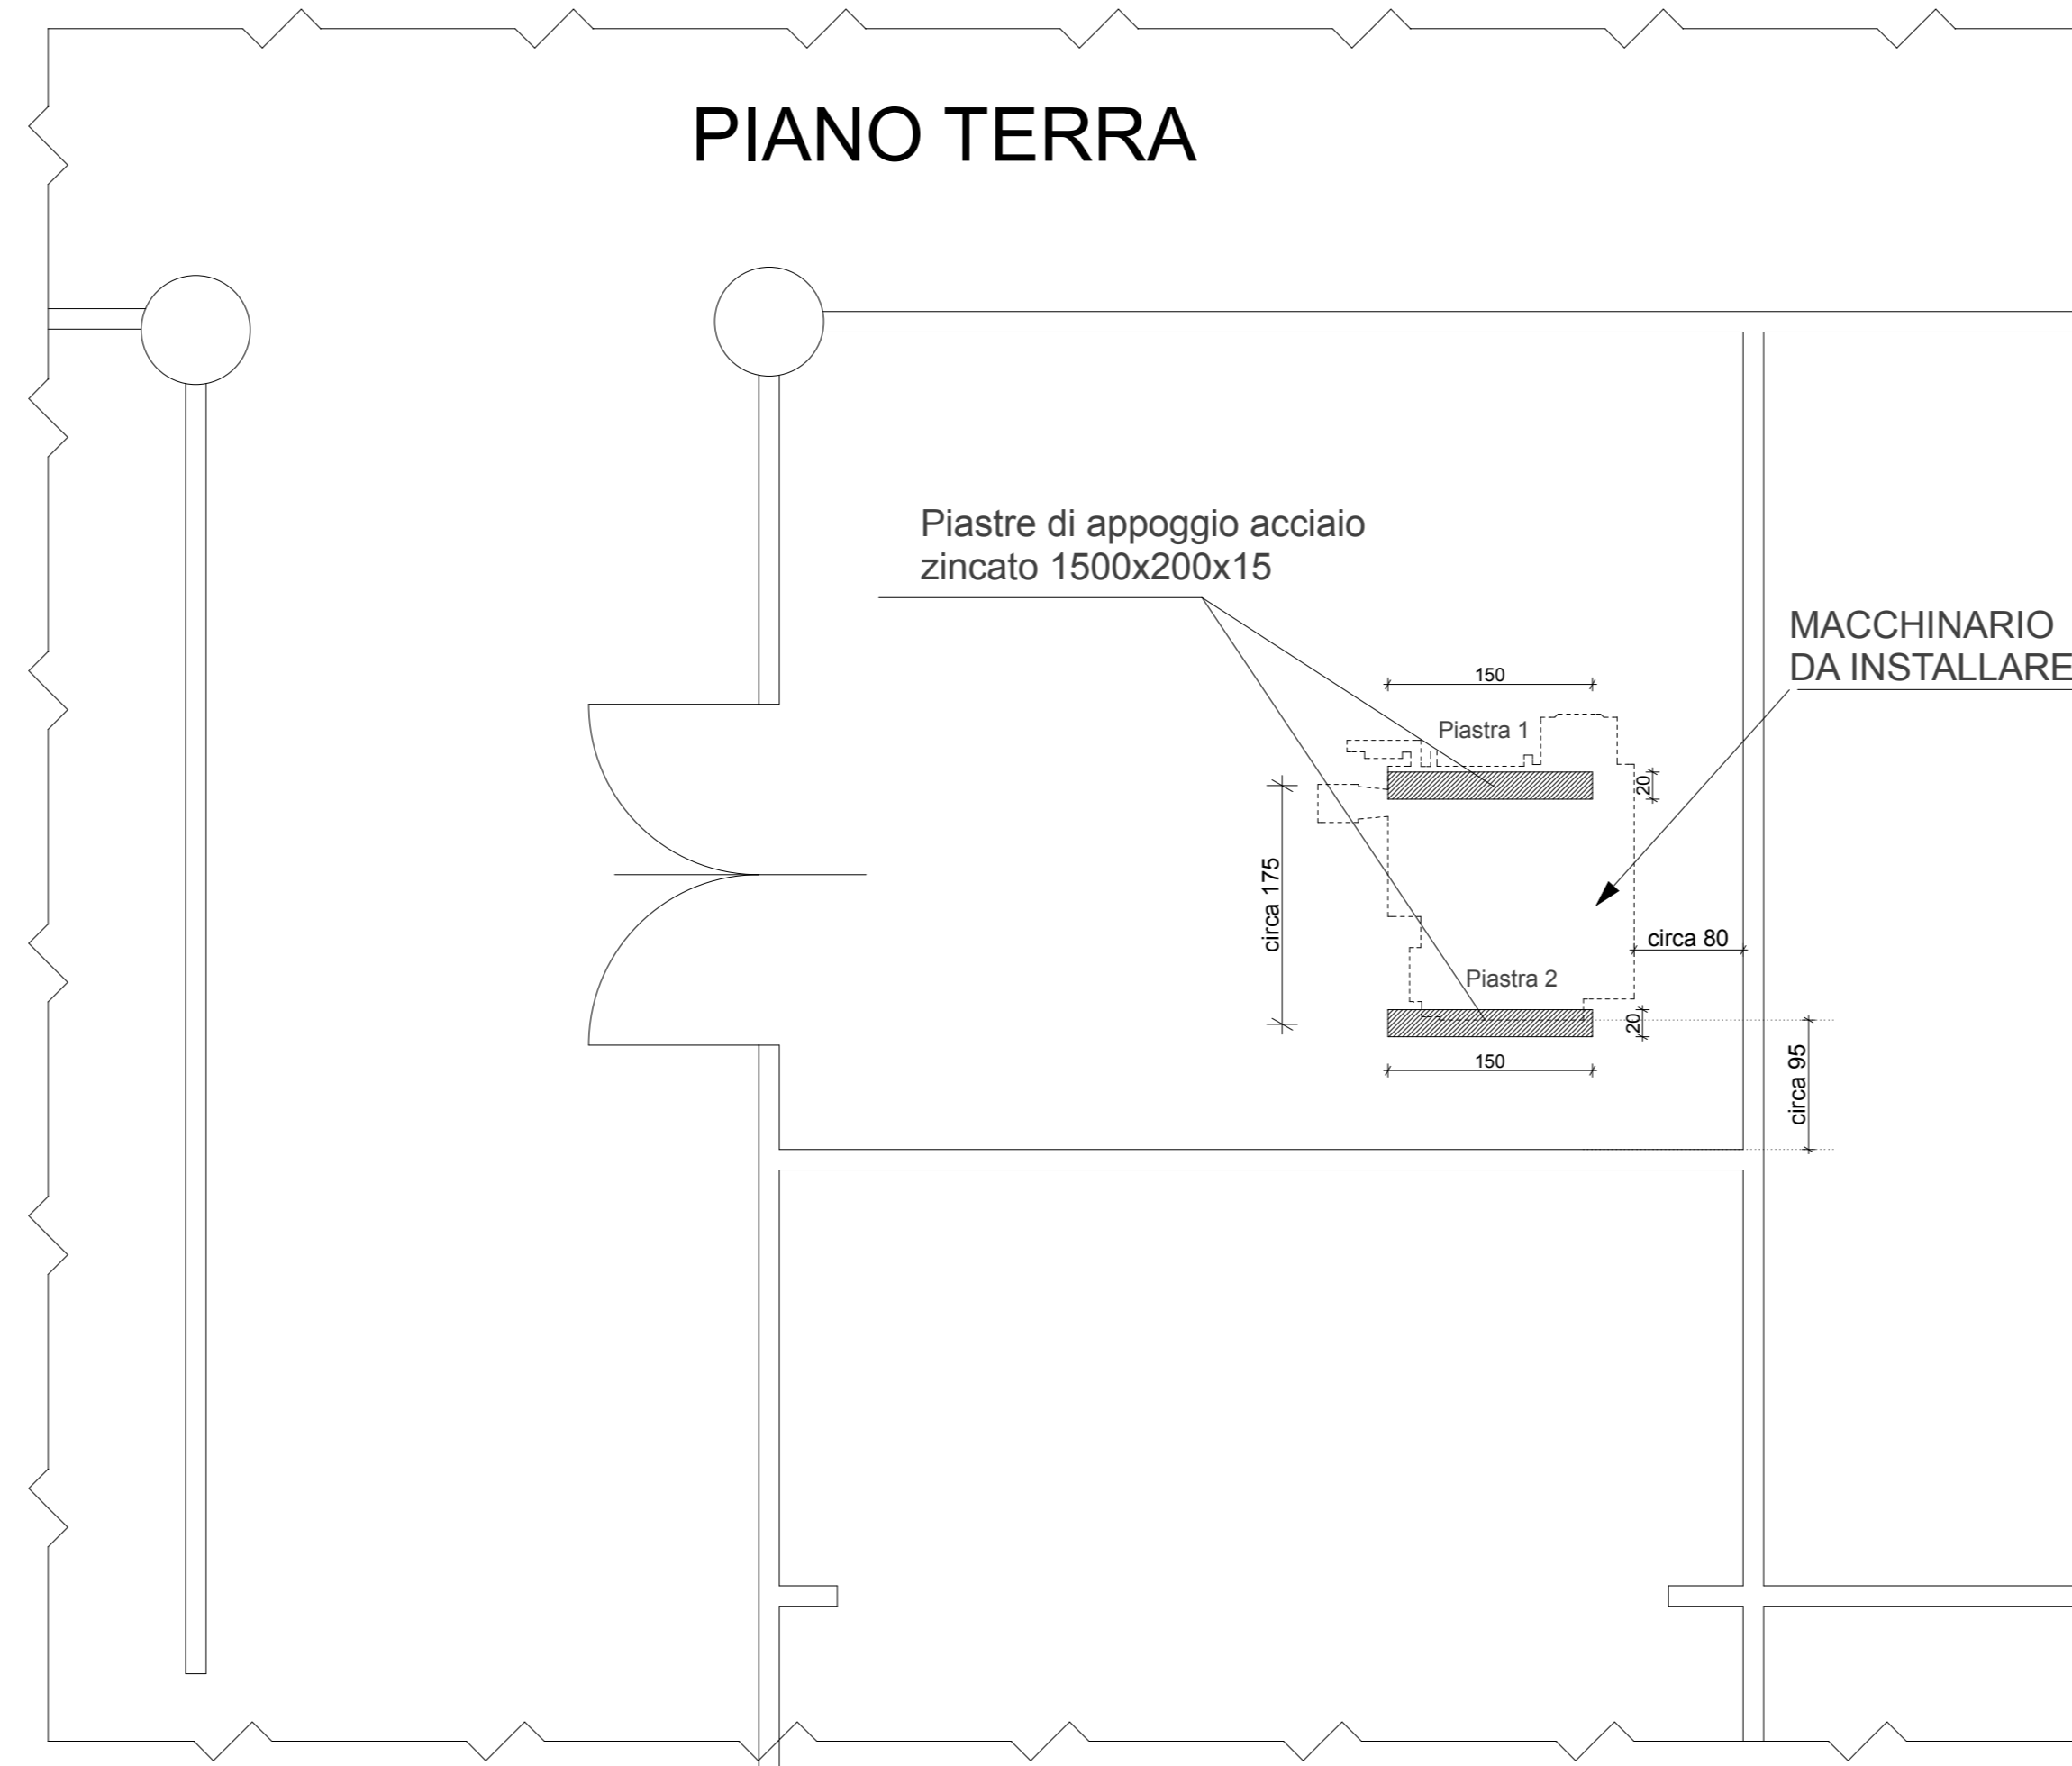 PIANO TERRA
Piastre di appoggio acciaio
zincato 1500x200x15
MACCHINARIO
DA INSTALLARE
150
Piastra 1
20
circa 175
circa 80
Piastra 2
20
150
circa 95